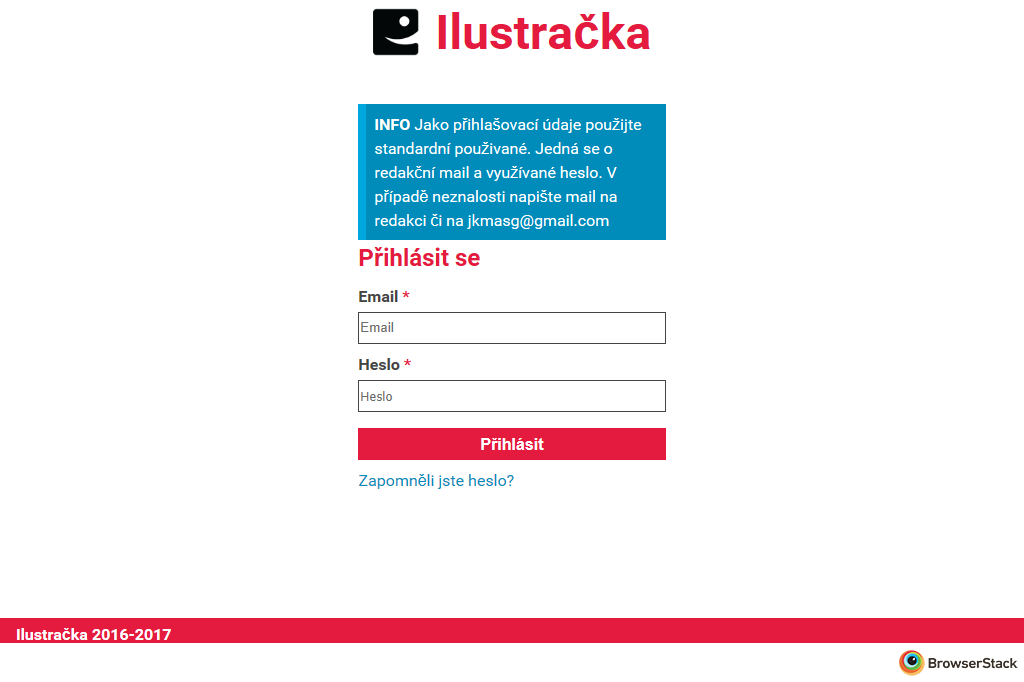 Ilustračka
INFO Jako přihlašovací údaje použijte
standardní použivané. Jedná se o
redakční mail a využívané heslo. V
případě neznalosti napište mail na
redakci či na jkmasg@gmail.com
Přihlásit se
Email *
Email
Heslo *
Heslo
Přihlásit
Zapomněli jste heslo?
Ilustračka 2016-2017
BrowserStack